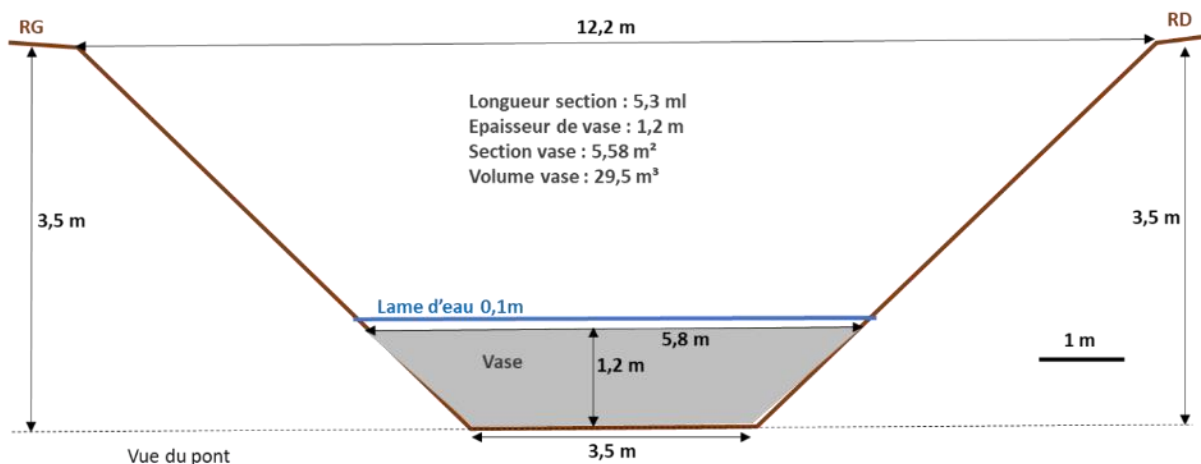 RG
12,2 m
RD
Longueur section : 5,3 ml
Epaisseur de vase : 1,2 m
Section vase : 5,58 m²
Volume vase : 29,5 m³
3,5 m
3,5 m
Lame d’eau 0,1m
5,8 m
1 m
Vase
1,2 m
3,5 m
Vue du pont